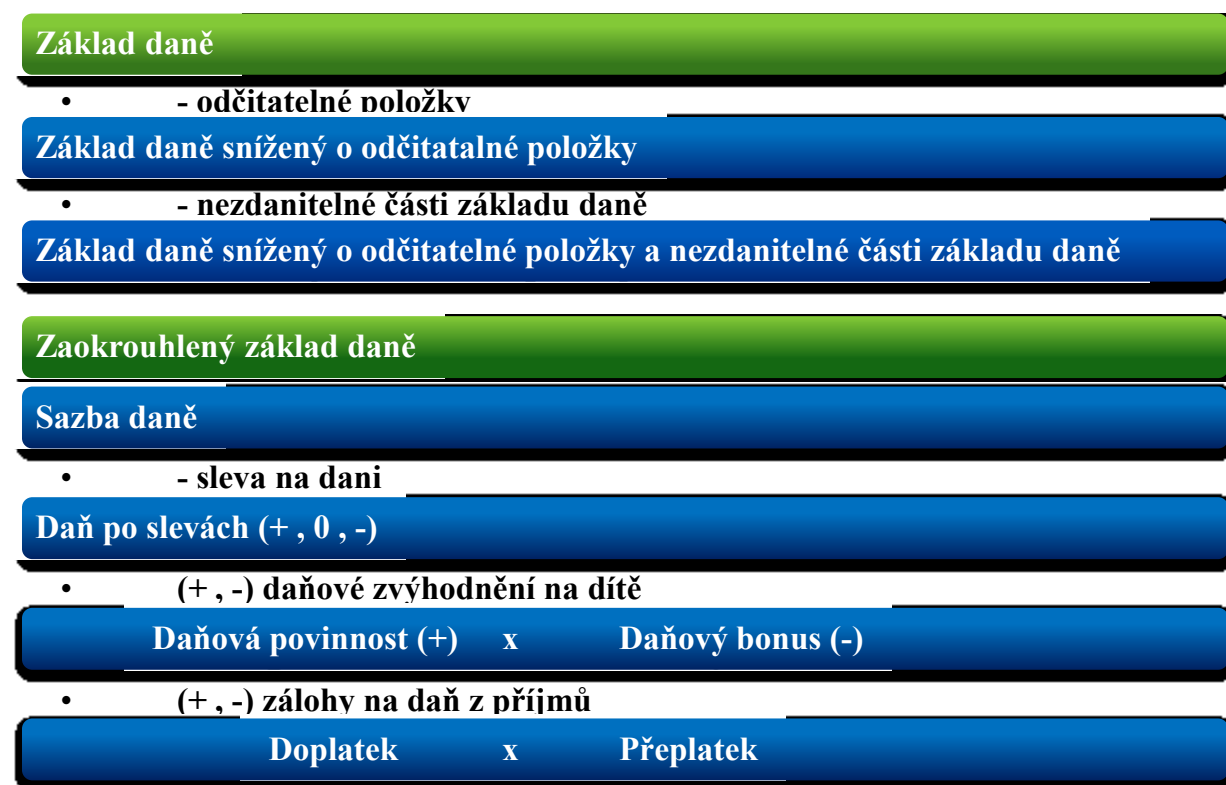 Základ daně
• - odčitatelné položky
Základ daně snížený o odčitatalné položky
• - nezdanitelné části základu daně
Základ daně snížený o odčitatelné položky a nezdanitelné části základu daně
Zaokrouhlený základ daně
Sazba daně
• - sleva na dani
Daň po slevách (+ , 0 , -)
• (+ , -) daňové zvýhodnění na dítě
Daňová povinnost (+) x Daňový bonus (-)
• (+ , -) zálohy na daň z příjmů
Doplatek x Přeplatek